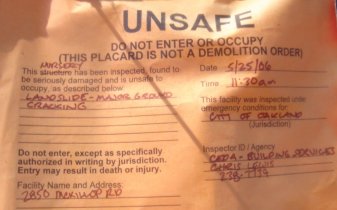 UNSAFE
DO NOT ENTER OR OCCUPY
(THIS PLACARD IS NOT A DEMOLITION ORDER)
NURSERY
This structure has been inspected, found to
be seriously damaged and is unsafe to
occupy, as described below
LANDSLIDE - MAJOR GROUND
CRACKING
Do not enter, except as specifically
authorized in writing by jurisdiction.
Entry may result in death or injury.
Facility Name and Address:
2850 MCKILLOP RD
Date 5/25/06
Time 11:30am
This facility was inspected under
emergency conditions for:
CITY OF OAKLAND
(Jurisdiction)
Inspector ID / Agency
CEDA - BUILDING SERVICES
CHRIS LEWIS